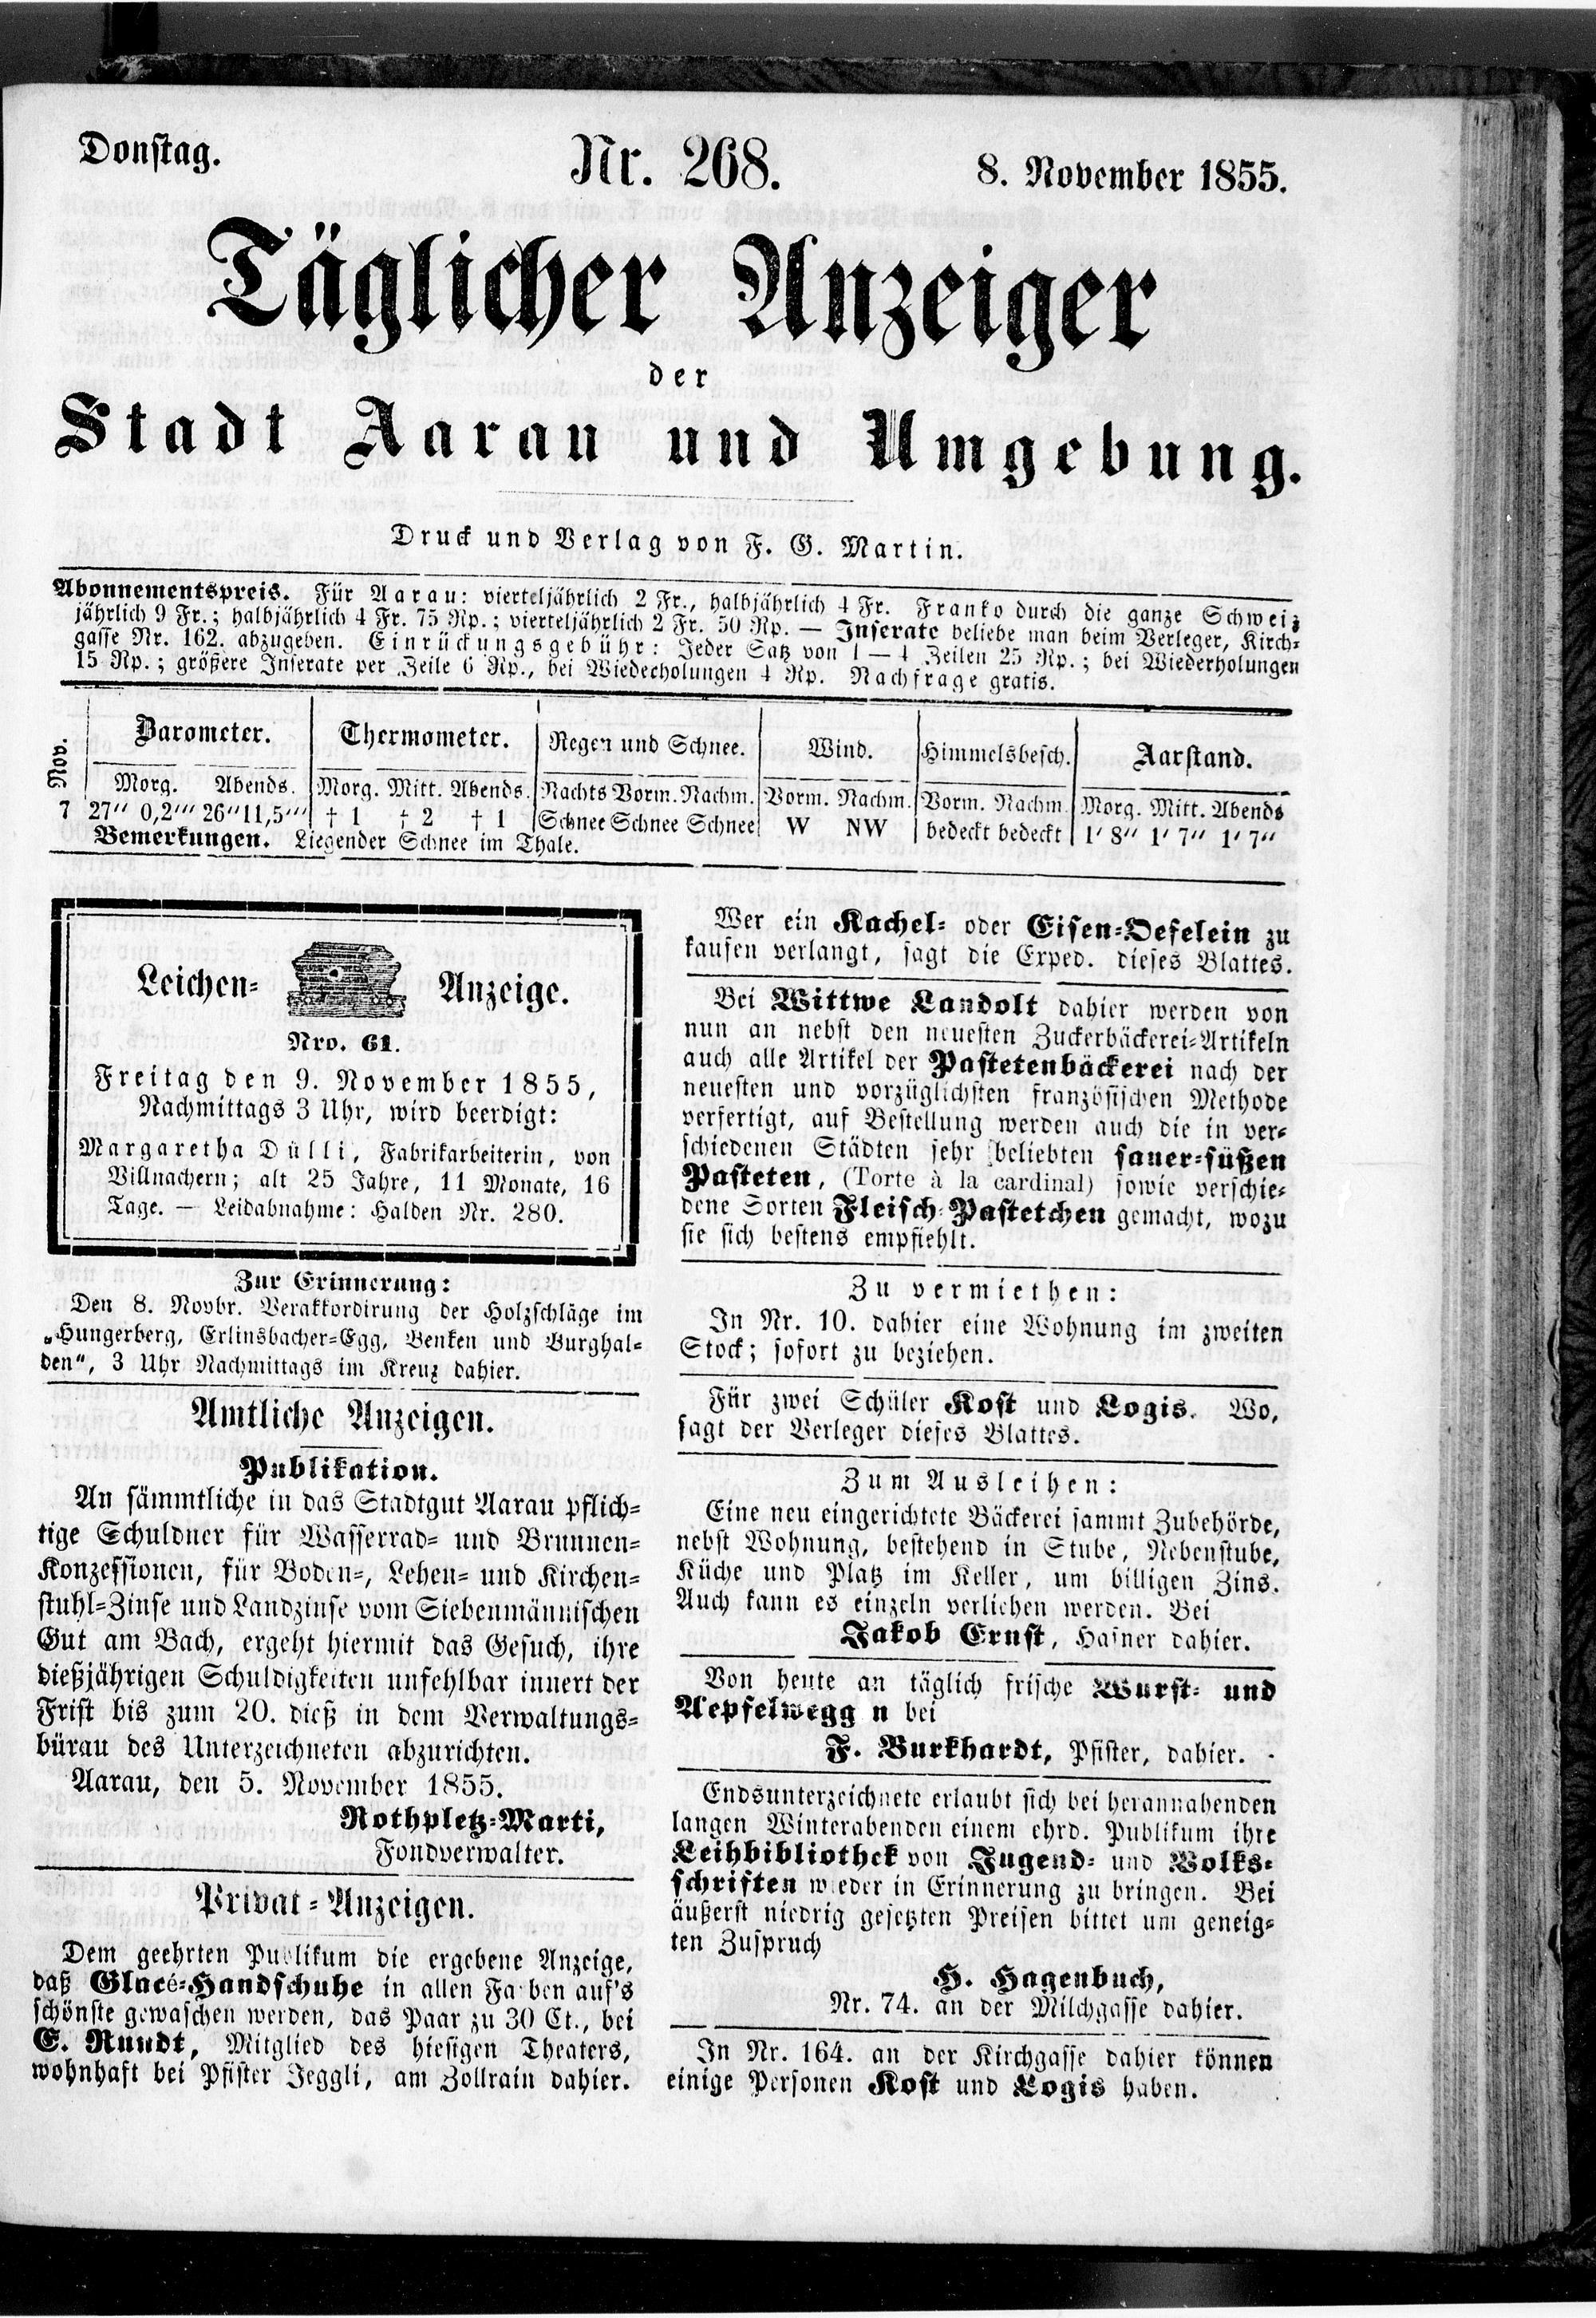 Donstag.
Nr. 268.
8. November 1855.
Täglicher Anzeiger
der
Stadt Aarau und Umgebung.
Druck und Verlag von F. G. Martin.
Abonnementspreis. Für Aarau: vierteljährlich 2 Fr., halbjährlich 4 Fr. Franko durch die ganze Schweiz
jährlich 9 Fr.; halbjährlich 4 Fr. 75 Rp.; vierteljährlich 2 Fr. 50 Rp. — Inserate beliebe man beim Verleger, Kirch-
gasse Nr. 162. abzugeben. Einrückungsgebühr: Jeder Satz von 1 — 4 Zeilen 25 Rp.; bei Wiederholungen
15 Rp.; größere Inserate per Zeile 6 Rp., bei Wiederholungen 4 Rp. Nachfrage gratis.
Nov. Barometer. Thermometer. Regen und Schnee. Wind. Himmelsbesch. Aarstand.
Morg. Abends. Morg. Mitt. Abends. Nachts Vorm. Nachm. Vorm. Nachm. Vorm. Nachm. Morg. Mitt. Abends
7 27'' 0,2''' 26'' 11,5''' † 1 † 2 † 1 Schnee Schnee Schnee W NW bedeckt bedeckt 1' 8'' 1' 7'' 1' 7''
Bemerkungen. Liegender Schnee im Thale.
Leichen- Anzeige.
Nro. 61.
Freitag den 9. November 1855,
Nachmittags 3 Uhr, wird beerdigt:
Margaretha Dülli, Fabrikarbeiterin, von
Villnachern; alt 25 Jahre, 11 Monate, 16
Tage. — Leidabnahme: Halden Nr. 280.
Zur Erinnerung:
Den 8. Novbr. Verakkordirung der Holzschläge im
„Hungerberg, Erlinsbacher-Egg, Benken und Burghal-
den", 3 Uhr Nachmittags im Kreuz dahier.
Amtliche Anzeigen.
Publikation.
An sämmtliche in das Stadtgut Aarau pflich-
tige Schuldner für Wasserrad- und Brunnen-
Konzessionen, für Boden-, Lehen- und Kirchen-
stuhl-Zinse und Landzinse vom Siebenmännischen
Gut am Bach, ergeht hiermit das Gesuch, ihre
dießjährigen Schuldigkeiten unfehlbar innert der
Frist bis zum 20. dieß in dem Verwaltungs-
büreau des Unterzeichneten abzurichten.
Aarau, den 5. November 1855.
Rothpletz-Marti,
Fondverwalter.
Privat-Anzeigen.
Dem geehrten Publikum die ergebene Anzeige,
daß Glacé-Handschuhe in allen Farben auf's
schönste gewaschen werden, das Paar zu 30 Ct., bei
E. Rundt, Mitglied des hiesigen Theaters,
wohnhaft bei Pfister Jeggli, am Zollrain dahier.
Wer ein Kachel- oder Eisen-Oefelein zu
kaufen verlangt, sagt die Exped. dieses Blattes.
Bei Wittwe Landolt dahier werden von
nun an nebst den neuesten Zuckerbäckerei-Artikeln
auch alle Artikel der Pastetenbäckerei nach der
neuesten und vorzüglichsten französischen Methode
verfertigt, auf Bestellung werden auch die in ver-
schiedenen Städten sehr beliebten sauer-süßen
Pasteten, (Torte à la cardinal) sowie verschie-
dene Sorten Fleisch-Pastetchen gemacht, wozu
sie sich bestens empfiehlt.
Zu vermiethen:
In Nr. 10. dahier eine Wohnung im zweiten
Stock; sofort zu beziehen.
Für zwei Schüler Kost und Logis. Wo,
sagt der Verleger dieses Blattes.
Zum Ausleihen:
Eine neu eingerichtete Bäckerei sammt Zubehörde,
nebst Wohnung, bestehend in Stube, Nebenstube,
Küche und Platz im Keller, um billigen Zins.
Auch kann es einzeln verliehen werden. Bei
Jakob Ernst, Hafner dahier.
Von heute an täglich frische Wurst- und
Aepfelwegg n bei
F. Burkhardt, Pfister, dahier.
Endsunterzeichnete erlaubt sich bei herannahenden
langen Winterabenden einem ehrd. Publikum ihre
Leihbibliothek von Jugend- und Volks-
schriften wieder in Erinnerung zu bringen. Bei
äußerst niedrig gesetzten Preisen bittet um geneig-
ten Zuspruch
H. Hagenbuch,
Nr. 74. an der Milchgasse dahier.
In Nr. 164. an der Kirchgasse dahier können
einige Personen Kost und Logis haben.